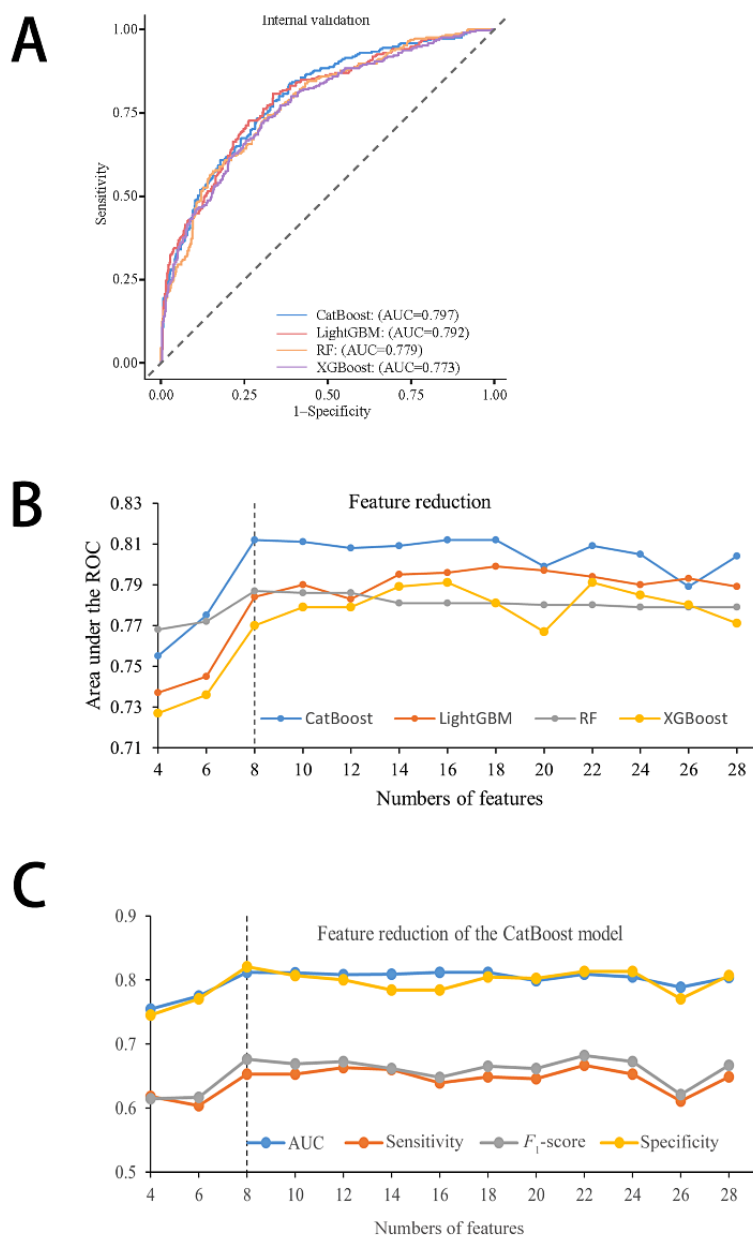 A
Internal validation
1.00
0.75
0.50
0.25
0.00
Sensitivity
CatBoost: (AUC=0.797)
LightGBM: (AUC=0.792)
RF: (AUC=0.779)
XGBoost: (AUC=0.773)
0.00 0.25 0.50 0.75 1.00
1–Specificity
B
Feature reduction
0.83
0.81
0.79
0.77
0.75
0.73
0.71
Area under the ROC
CatBoost LightGBM RF XGBoost
4 6 8 10 12 14 16 18 20 22 24 26 28
Numbers of features
C
Feature reduction of the CatBoost model
0.9
0.8
0.7
0.6
0.5
AUC Sensitivity F1-score Specificity
4 6 8 10 12 14 16 18 20 22 24 26 28
Numbers of features